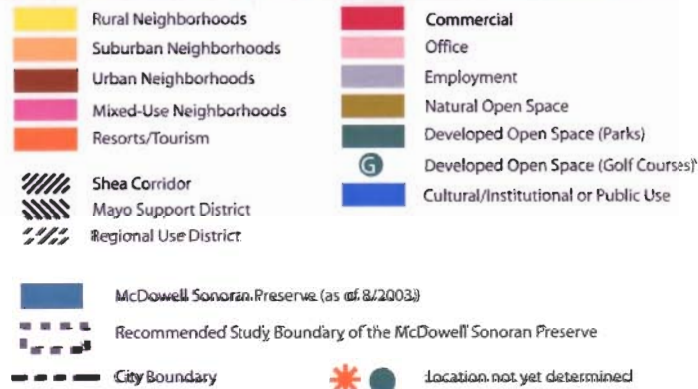 Rural Neighborhoods
Suburban Neighborhoods
Urban Neighborhoods
Mixed-Use Neighborhoods
Resorts/Tourism
Shea Corridor
Mayo Support District
Regional Use District
Commercial
Office
Employment
Natural Open Space
Developed Open Space (Parks)
G
Developed Open Space (Golf Courses)
Cultural/Institutional or Public Use
McDowell Sonoran Preserve (as of 8/2003)
Recommended Study Boundary of the McDowell Sonoran Preserve
City Boundary
Location not yet determined